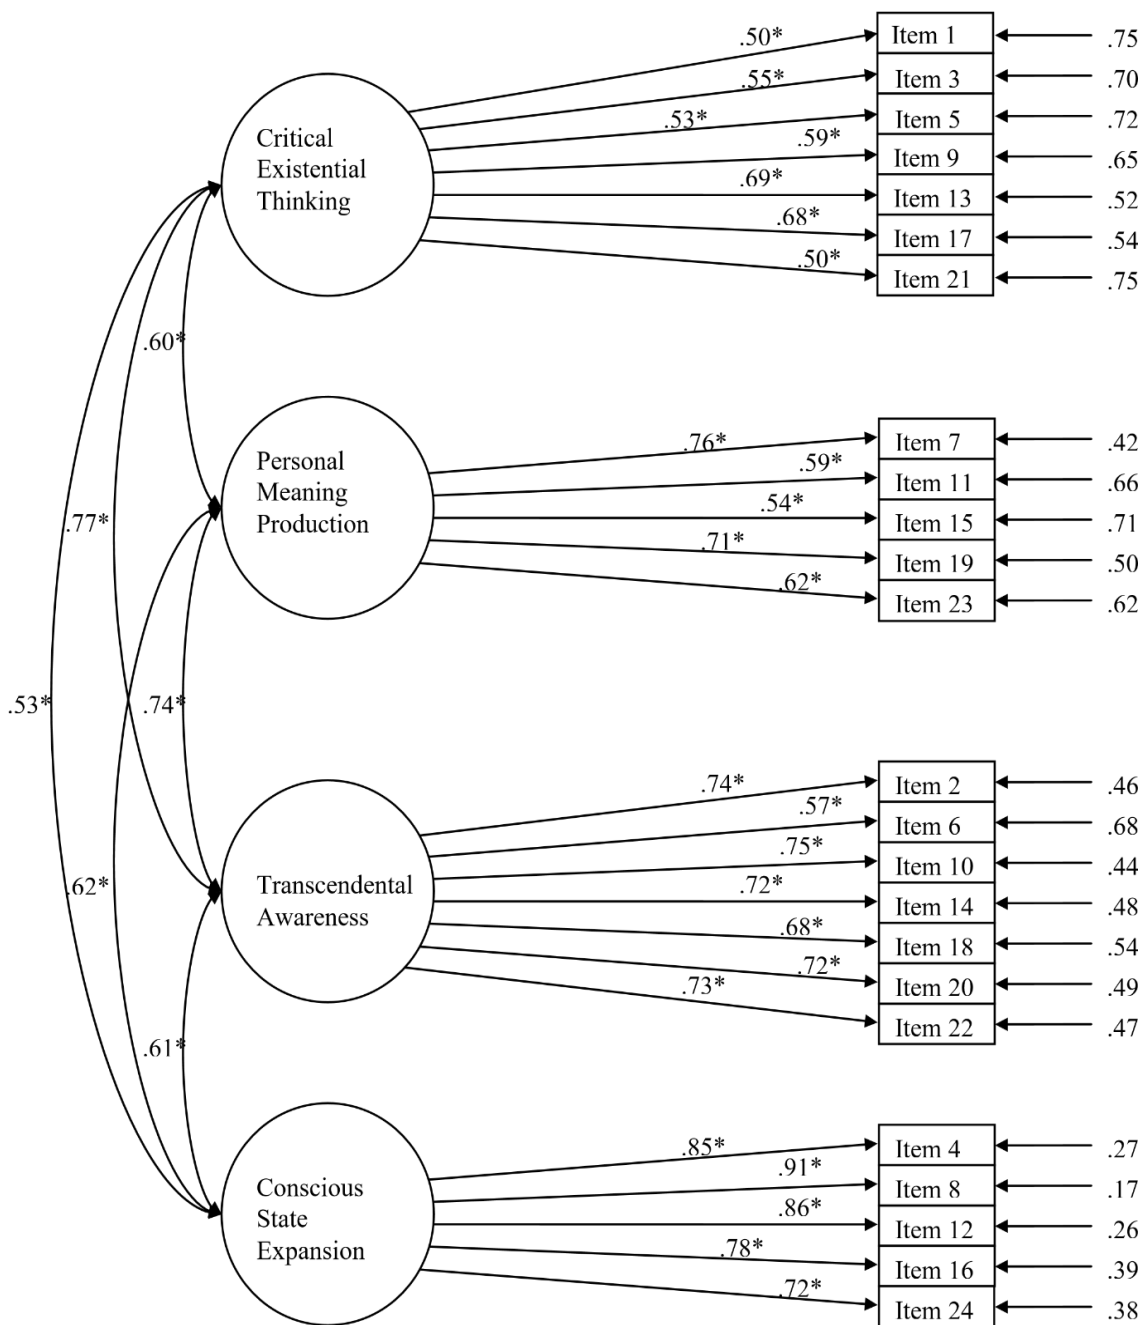 .50* Item 1 .75
.55* Item 3 .70
.53* Item 5 .72
.59* Item 9 .65
.69* Item 13 .52
.68* Item 17 .54
.50* Item 21 .75
Critical
Existential
Thinking
.60*
.76* Item 7 .42
.59* Item 11 .66
.54* Item 15 .71
.71* Item 19 .50
.62* Item 23 .62
Personal
Meaning
Production
.77*
.53*
.74*
.74* Item 2 .46
.57* Item 6 .68
.75* Item 10 .44
.72* Item 14 .48
.68* Item 18 .54
.72* Item 20 .49
.73* Item 22 .47
Transcendental
Awareness
.62*
.61*
.85* Item 4 .27
.91* Item 8 .17
.86* Item 12 .26
.78* Item 16 .39
.72* Item 24 .38
Conscious
State
Expansion